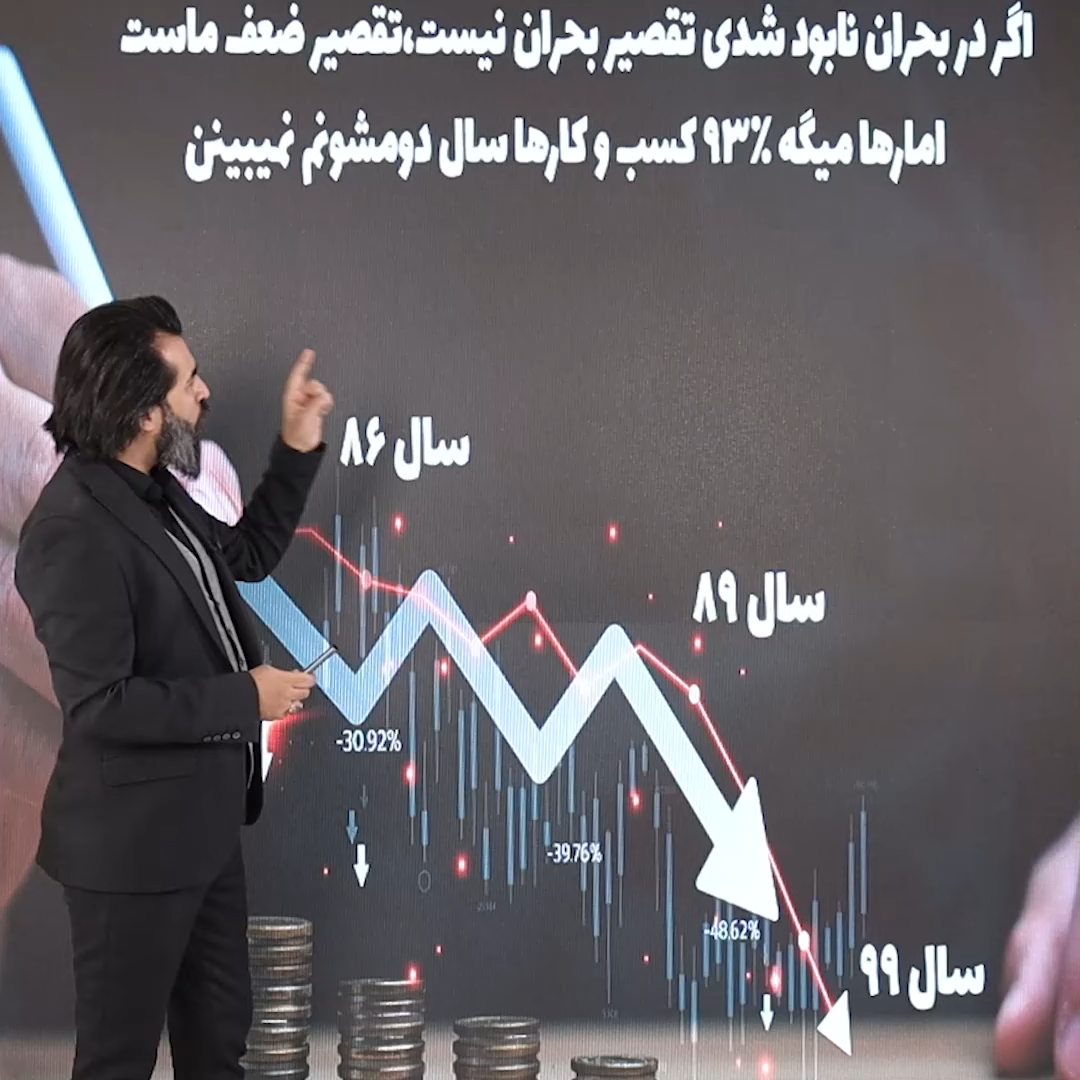 اگر در بحران نابود شدی تقصیر بحران نیست،تقصیر ضعف ماست
امارها میگه ۹۳٪ کسب و کارها سال دومشونم نمیبینن
سال ۸۶
سال ۸۹
-30.92%
-39.76%
-48.62%
سال ۹۹